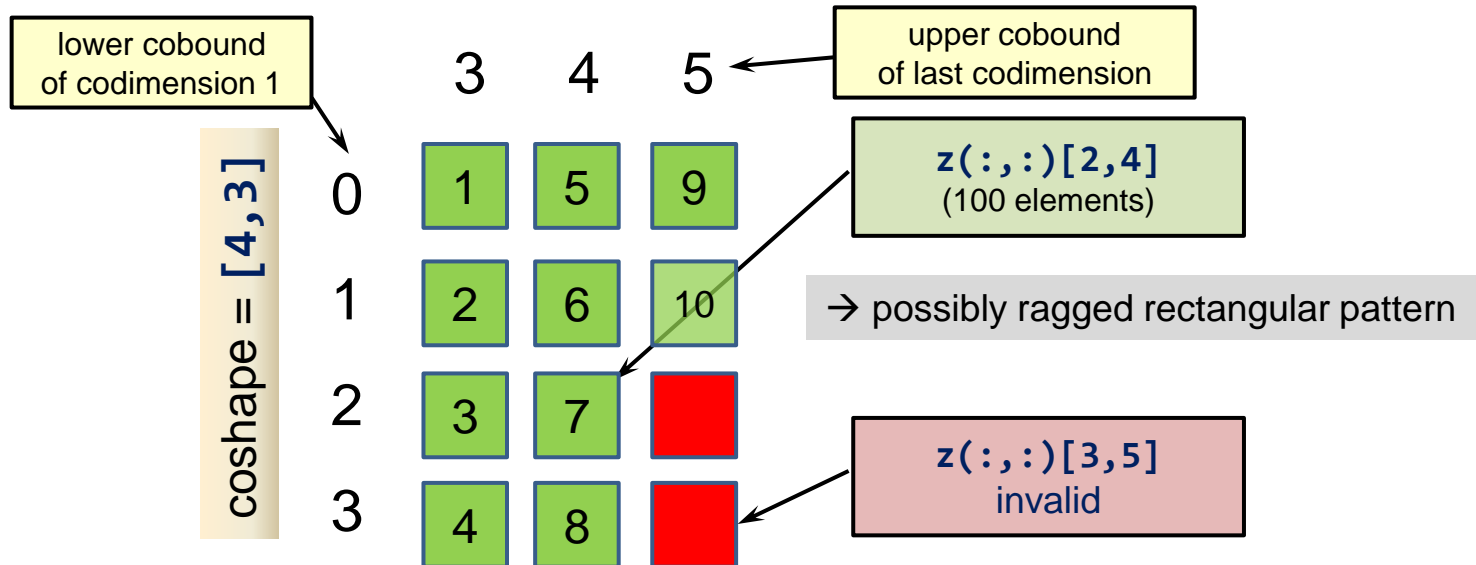 lower cobound
of codimension 1
upper cobound
of last codimension
3 4 5
coshape = [4,3]
0 1 5 9
z(:,:)[2,4]
(100 elements)
1 2 6 10
→ possibly ragged rectangular pattern
2 3 7
3 4 8
z(:,:)[3,5]
invalid